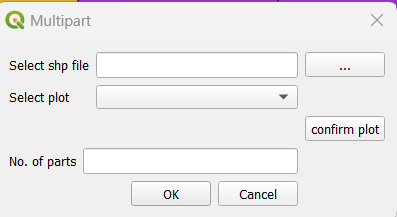 Multipart
Select shp file ...
Select plot
confirm plot
No. of parts
OK Cancel